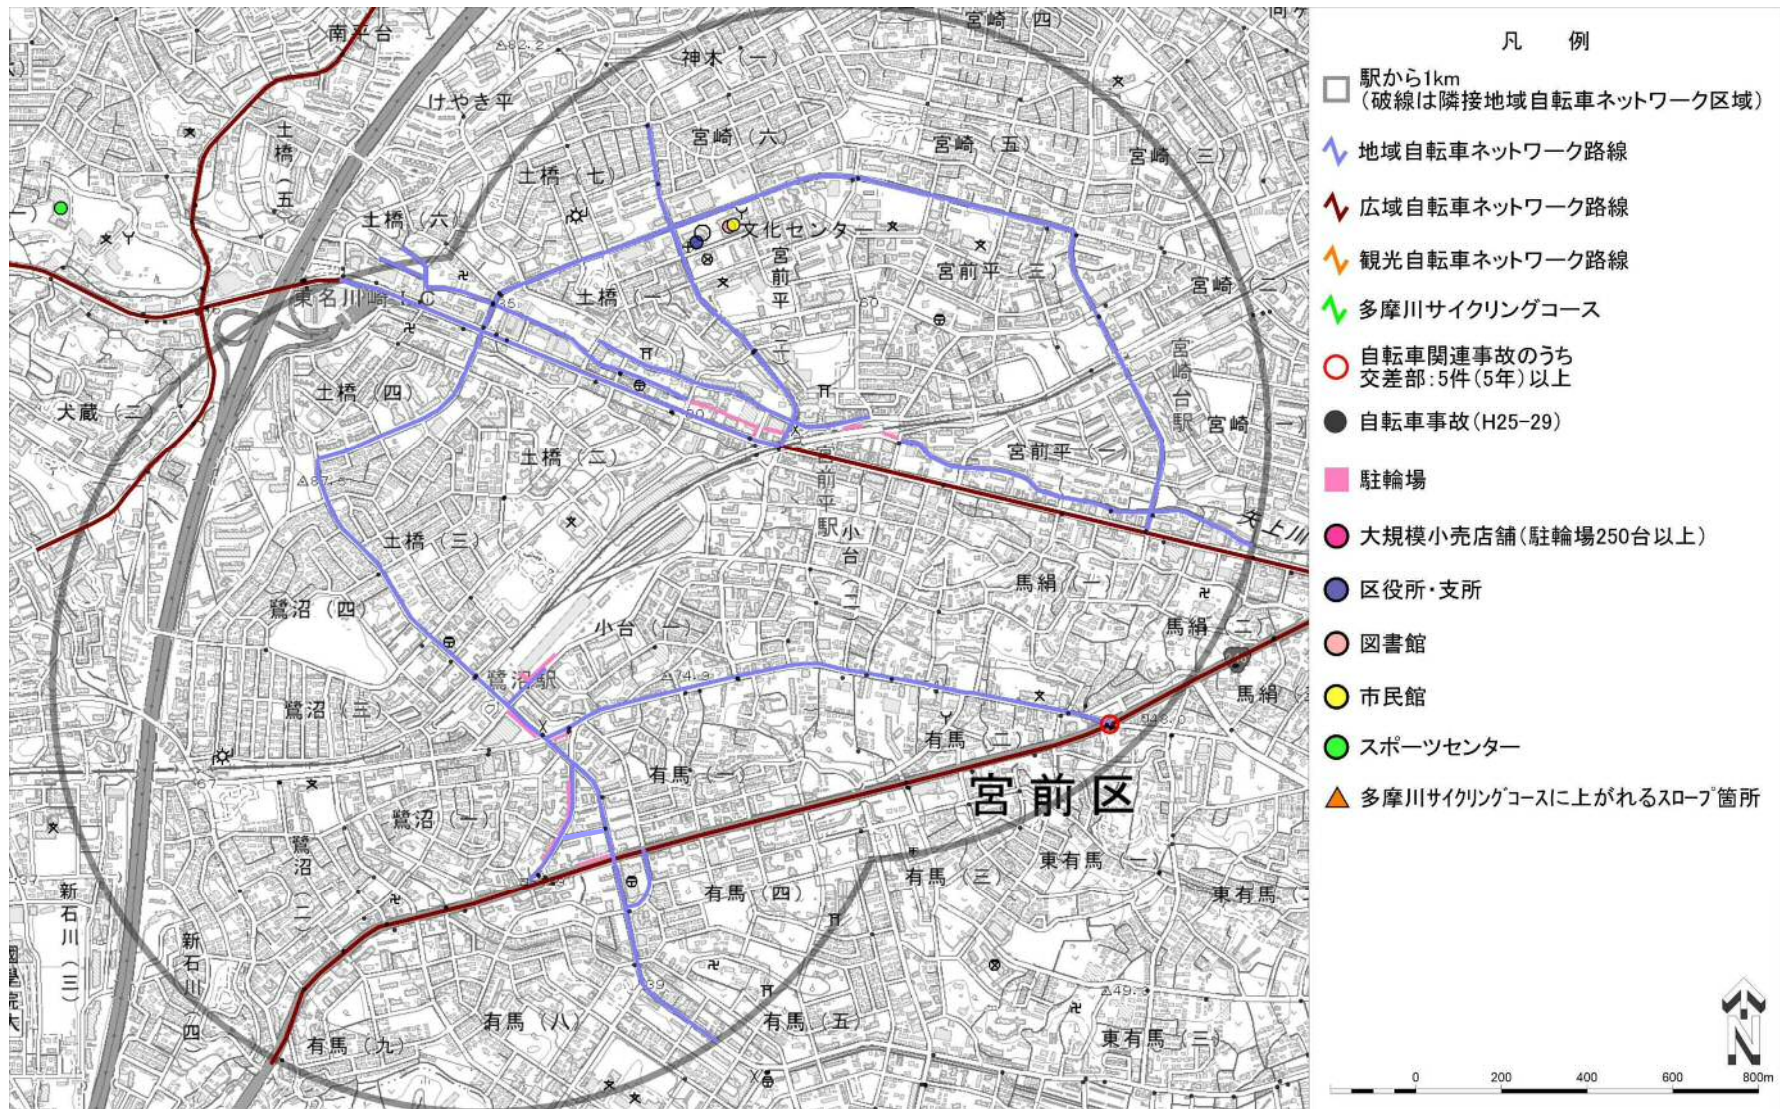 凡 例
駅から1km
(破線は隣接地域自転車ネットワーク区域)
地域自転車ネットワーク路線
広域自転車ネットワーク路線
観光自転車ネットワーク路線
多摩川サイクリングコース
自転車関連事故のうち
交差部:5件(5年)以上
自転車事故(H25-29)
駐輪場
大規模小売店舗(駐輪場250台以上)
区役所・支所
図書館
市民館
スポーツセンター
多摩川サイクリングコースに上がれるスロープ箇所
N
0 200 400 600 800m
南平台
82.2
神木(一)
宮崎(四)
けやき平
宮崎(六)
宮崎(五)
宮崎(三)
土橋(五)
土橋(七)
土橋(六)
文化センター
宮前平(二)
宮前平(三)
宮崎(二)
東名川崎IC
土橋(一)
宮崎台駅
土橋(四)
犬蔵(二)
宮崎(一)
土橋(二)
宮前平(一)
宮前平駅
矢上川
土橋(三)
小台(二)
馬絹(一)
鷺沼(四)
小台(一)
馬絹(二)
鷺沼駅
74.9
鷺沼(三)
有馬(二)
有馬(一)
宮前区
鷺沼(一)
鷺沼(二)
東有馬(一)
有馬(三)
有馬(四)
新石川(三)
新石川(四)
39
有馬(八)
有馬(五)
有馬(九)
東有馬(三)